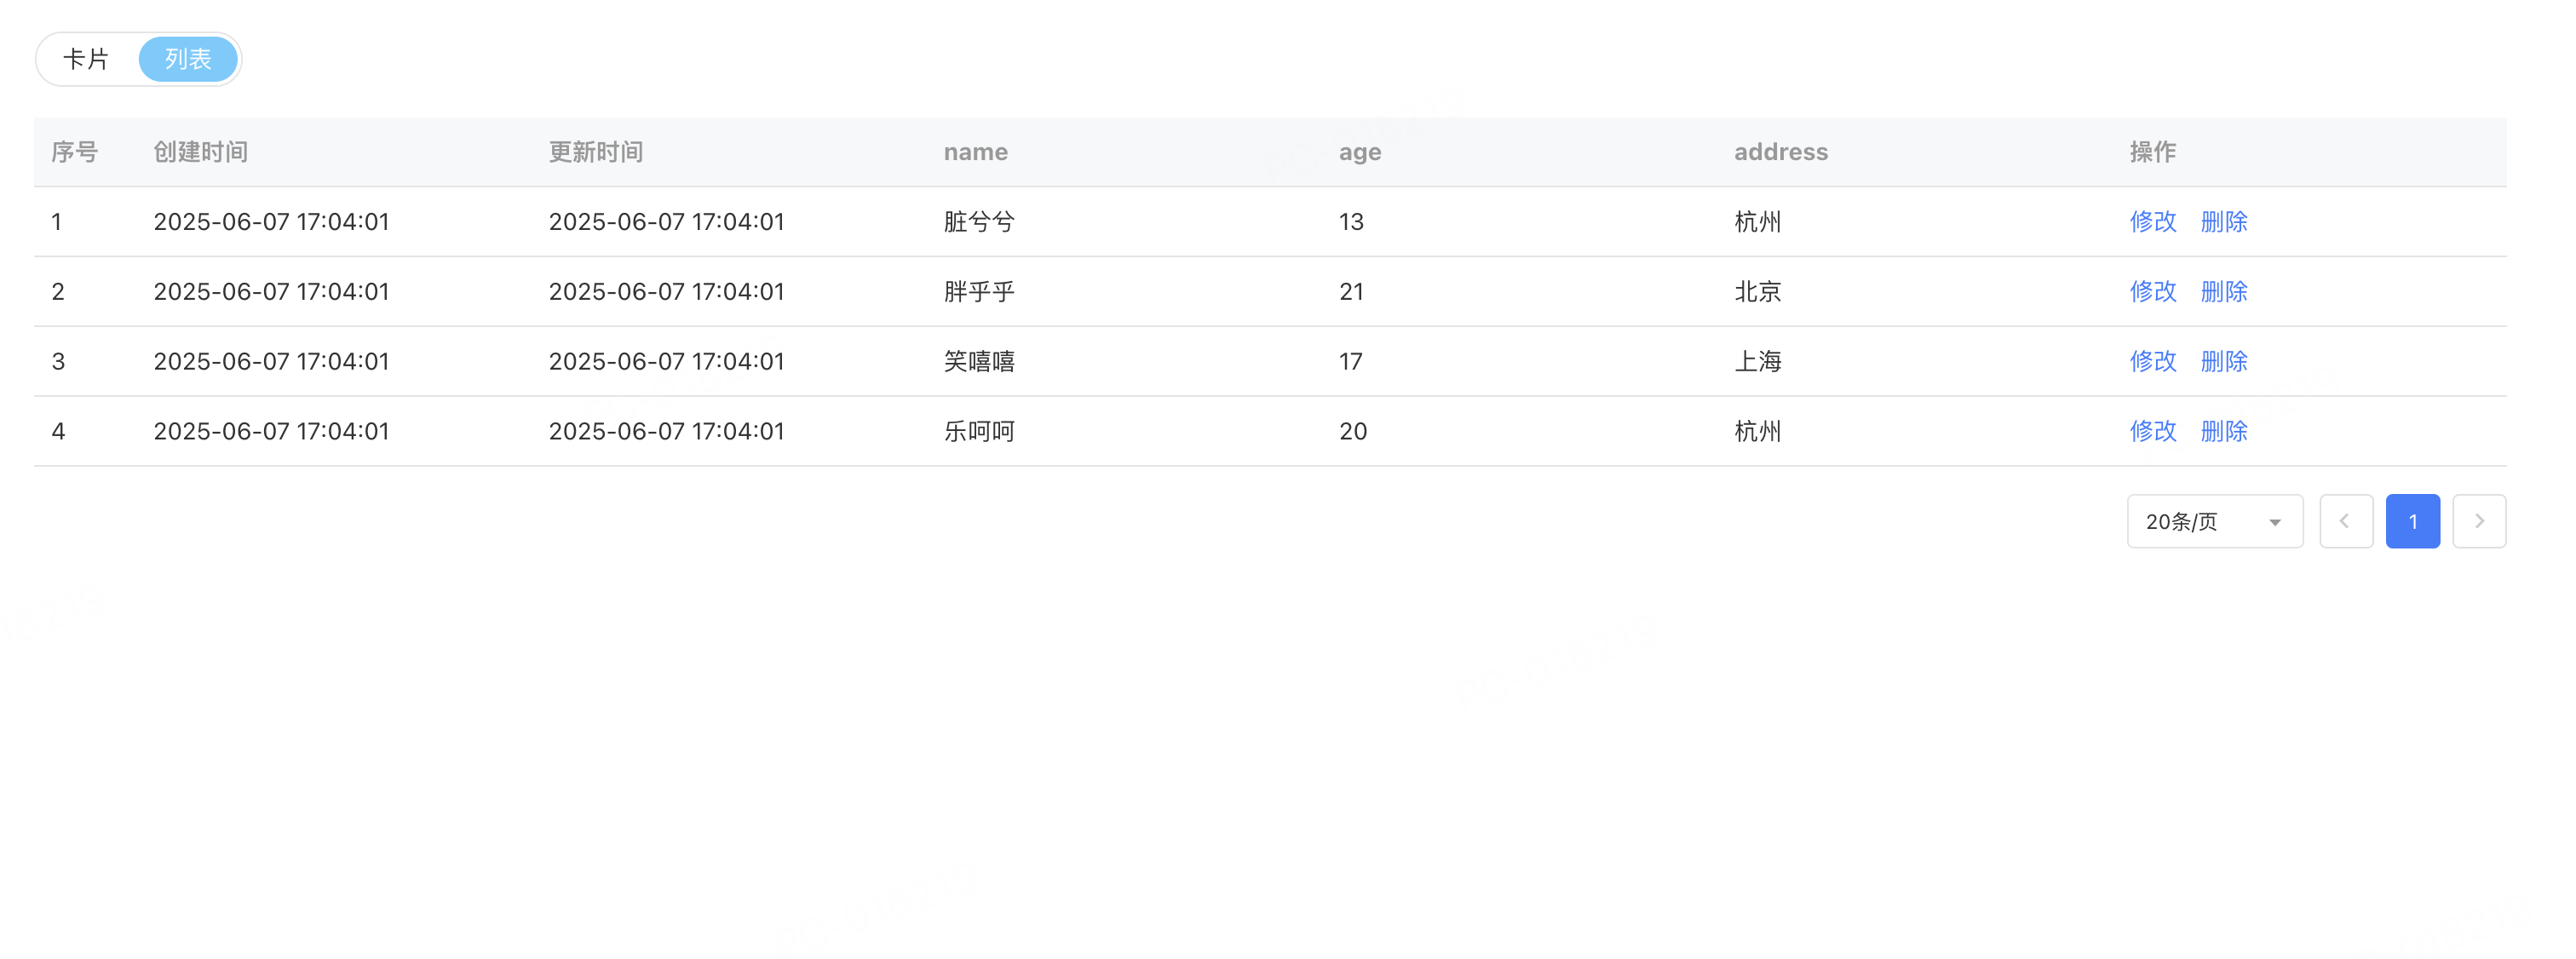 卡片 列表
序号 创建时间 更新时间 name age address 操作
1 2025-06-07 17:04:01 2025-06-07 17:04:01 脏兮兮 13 杭州 修改 删除
2 2025-06-07 17:04:01 2025-06-07 17:04:01 胖乎乎 21 北京 修改 删除
3 2025-06-07 17:04:01 2025-06-07 17:04:01 笑嘻嘻 17 上海 修改 删除
4 2025-06-07 17:04:01 2025-06-07 17:04:01 乐呵呵 20 杭州 修改 删除
20条/页 1